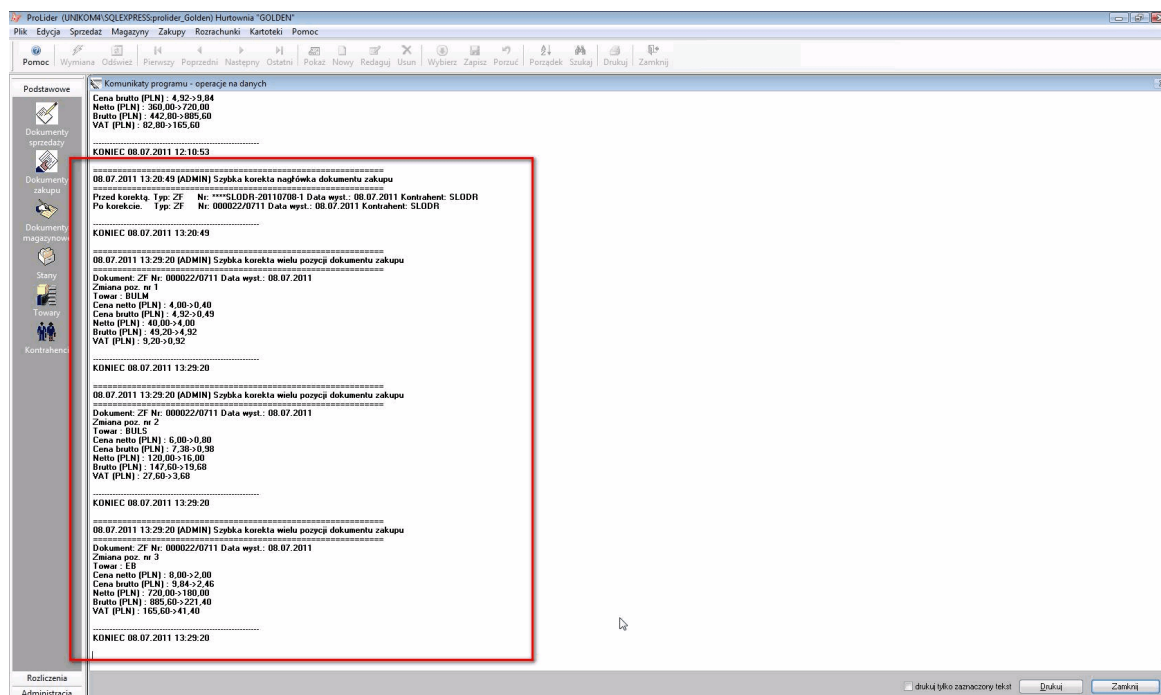 ProLider (UNIKOM4\SQLEXPRESS:prolider_Golden) Hurtownia "GOLDEN"
Plik Edycja Sprzedaż Magazyny Zakupy Rozrachunki Kartoteki Pomoc
Pomoc Wymiana Odśwież Pierwszy Poprzedni Następny Ostatni Pokaż Nowy Redaguj Usuń Wybierz Zapisz Porzuć Porządek Szukaj Drukuj Zamknij
Podstawowe
Dokumenty sprzedaży
Dokumenty zakupu
Dokumenty magazynowe
Stany
Towary
Kontrahenci
Rozliczenia
Administracja
Komunikaty programu - operacje na danych
Cena brutto (PLN) : 4,92->9,84
Netto (PLN) : 360,00->720,00
Brutto (PLN) : 442,80->885,60
VAT (PLN) : 82,80->165,60
------------------------------------------------------------
KONIEC 08.07.2011 12:10:53
============================================================
08.07.2011 13:20:49 (ADMIN) Szybka korekta nagłówka dokumentu zakupu
============================================================
Przed korektą. Typ: ZF Nr: ****SLODR-20110708-1 Data wyst.: 08.07.2011 Kontrahent: SLODR
Po korekcie. Typ: ZF Nr: 000022/0711 Data wyst.: 08.07.2011 Kontrahent: SLODR
------------------------------------------------------------
KONIEC 08.07.2011 13:20:49
============================================================
08.07.2011 13:29:20 (ADMIN) Szybka korekta wielu pozycji dokumentu zakupu
============================================================
Dokument: ZF Nr: 000022/0711 Data wyst.: 08.07.2011
Zmiana poz. nr 1
Towar : BULM
Cena netto (PLN) : 4,00->0,40
Cena brutto (PLN) : 4,92->0,49
Netto (PLN) : 40,00->4,00
Brutto (PLN) : 49,20->4,92
VAT (PLN) : 9,20->0,92
------------------------------------------------------------
KONIEC 08.07.2011 13:29:20
============================================================
08.07.2011 13:29:20 (ADMIN) Szybka korekta wielu pozycji dokumentu zakupu
============================================================
Dokument: ZF Nr: 000022/0711 Data wyst.: 08.07.2011
Zmiana poz. nr 2
Towar : BULS
Cena netto (PLN) : 6,00->0,80
Cena brutto (PLN) : 7,38->0,98
Netto (PLN) : 120,00->16,00
Brutto (PLN) : 147,60->19,68
VAT (PLN) : 27,60->3,68
------------------------------------------------------------
KONIEC 08.07.2011 13:29:20
============================================================
08.07.2011 13:29:20 (ADMIN) Szybka korekta wielu pozycji dokumentu zakupu
============================================================
Dokument: ZF Nr: 000022/0711 Data wyst.: 08.07.2011
Zmiana poz. nr 3
Towar : EB
Cena netto (PLN) : 8,00->2,00
Cena brutto (PLN) : 9,84->2,46
Netto (PLN) : 720,00->180,00
Brutto (PLN) : 885,60->221,40
VAT (PLN) : 165,60->41,40
------------------------------------------------------------
KONIEC 08.07.2011 13:29:20
drukuj tylko zaznaczony tekst Drukuj Zamknij